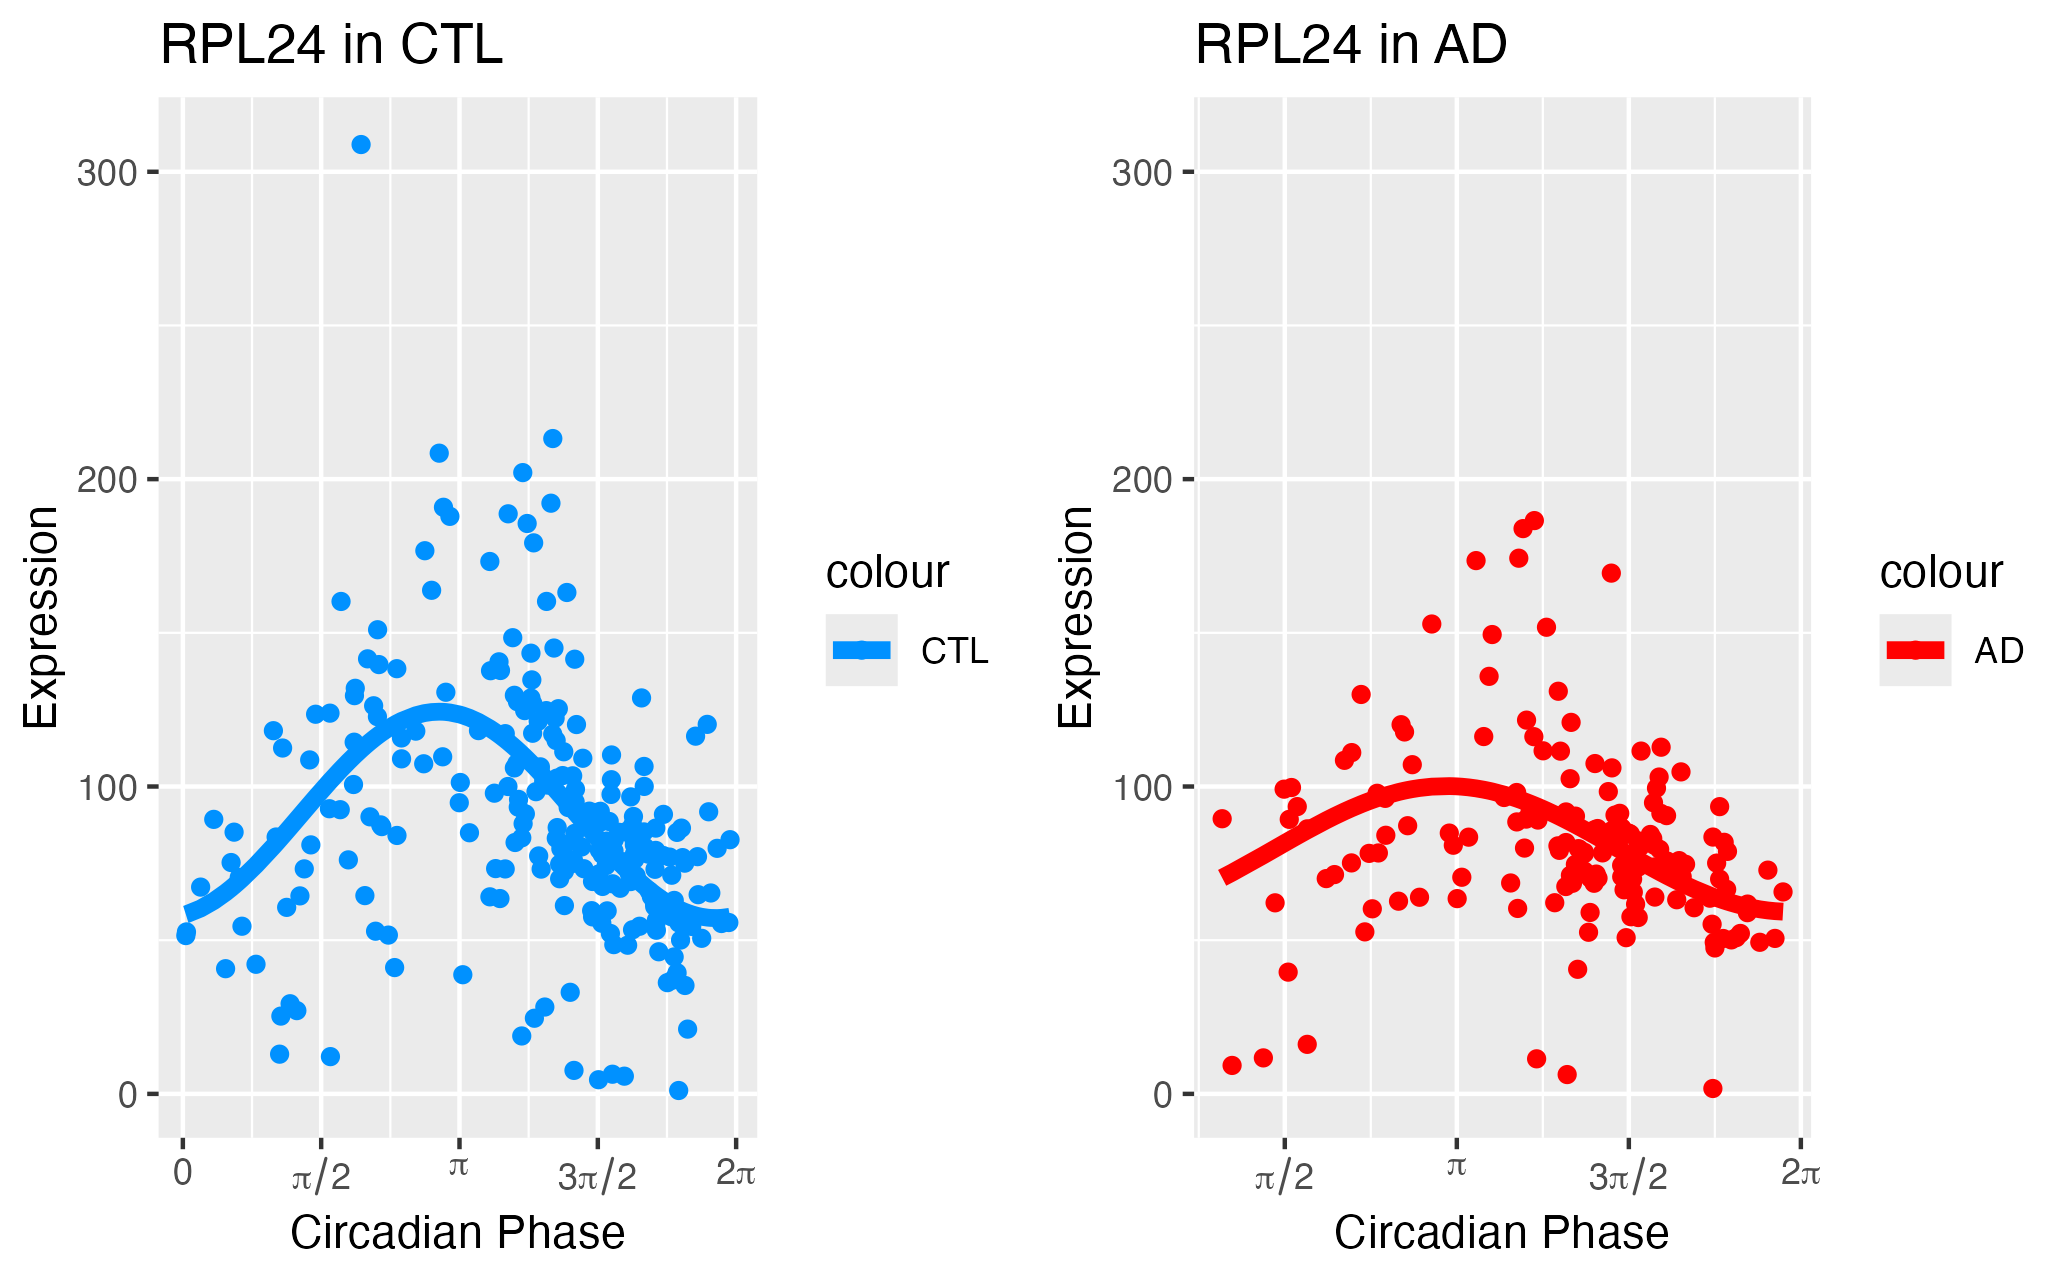 RPL24 in CTL
300
200
100
0
Expression
0 π/2 π 3π/2 2π
Circadian Phase
colour
CTL
RPL24 in AD
300
200
100
0
Expression
π/2 π 3π/2 2π
Circadian Phase
colour
AD